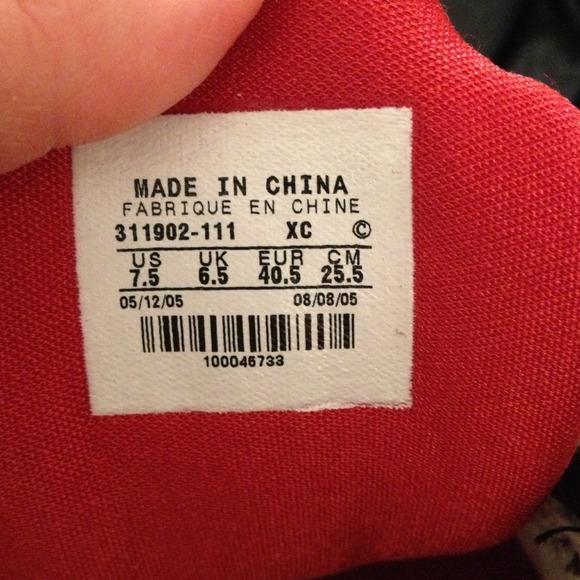 MADE IN CHINA
FABRIQUE EN CHINE
311902-111 XC ©
US UK EUR CM
7.5 6.5 40.5 25.5
05/12/05 08/08/05
100046733